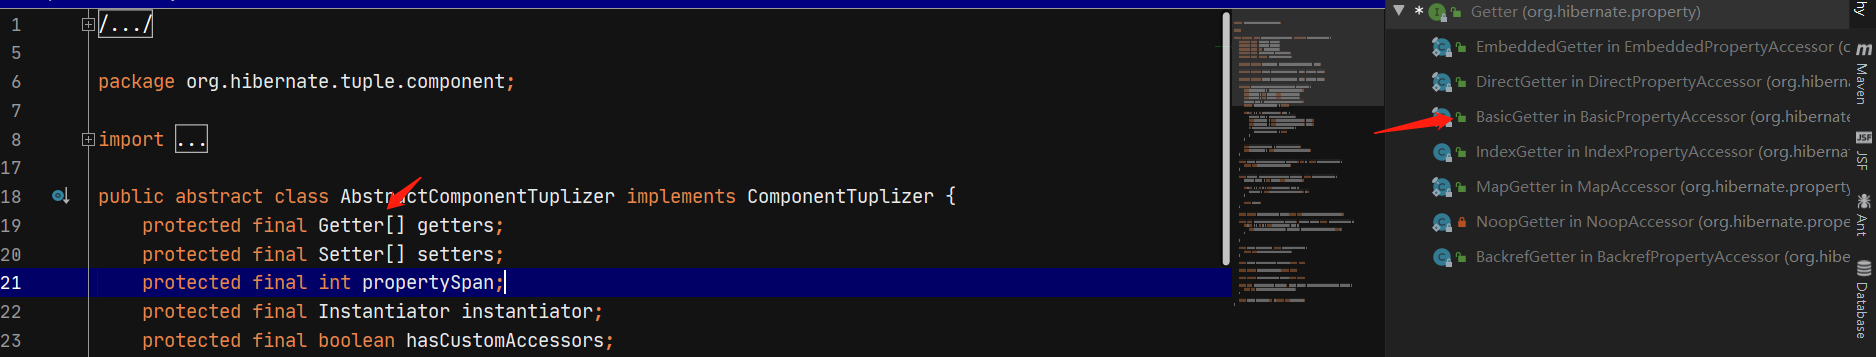 1 /.../
5
6 package org.hibernate.tuple.component;
7
8 import ...
17
18 public abstract class AbstractComponentTuplizer implements ComponentTuplizer {
19 protected final Getter[] getters;
20 protected final Setter[] setters;
21 protected final int propertySpan;
22 protected final Instantiator instantiator;
23 protected final boolean hasCustomAccessors;
* Getter (org.hibernate.property)
EmbeddedGetter in EmbeddedPropertyAccessor (o
DirectGetter in DirectPropertyAccessor (org.hibern
BasicGetter in BasicPropertyAccessor (org.hibernate
IndexGetter in IndexPropertyAccessor (org.hiberna
MapGetter in MapAccessor (org.hibernate.property
NoopGetter in NoopAccessor (org.hibernate.prope
BackrefGetter in BackrefPropertyAccessor (org.hibe
hy
Maven
JSF
Ant
Database